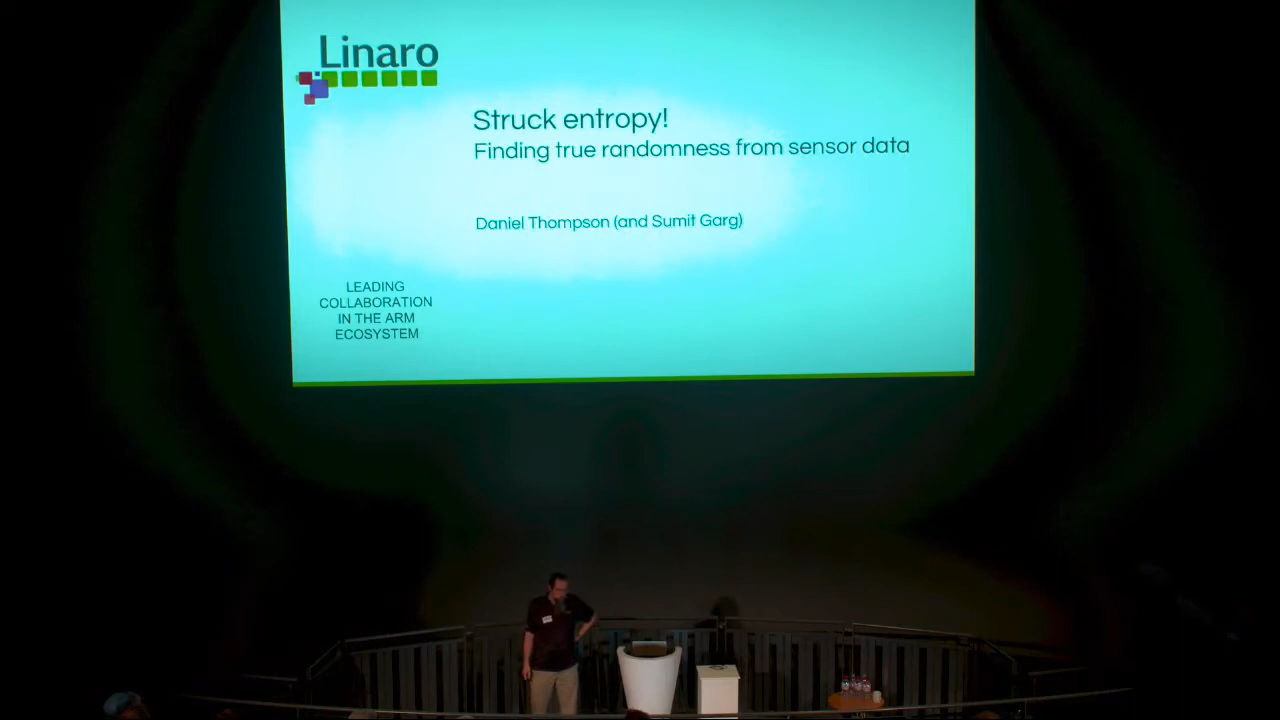 Linaro
Struck entropy!
Finding true randomness from sensor data
Daniel Thompson (and Sumit Garg)
LEADING
COLLABORATION
IN THE ARM
ECOSYSTEM